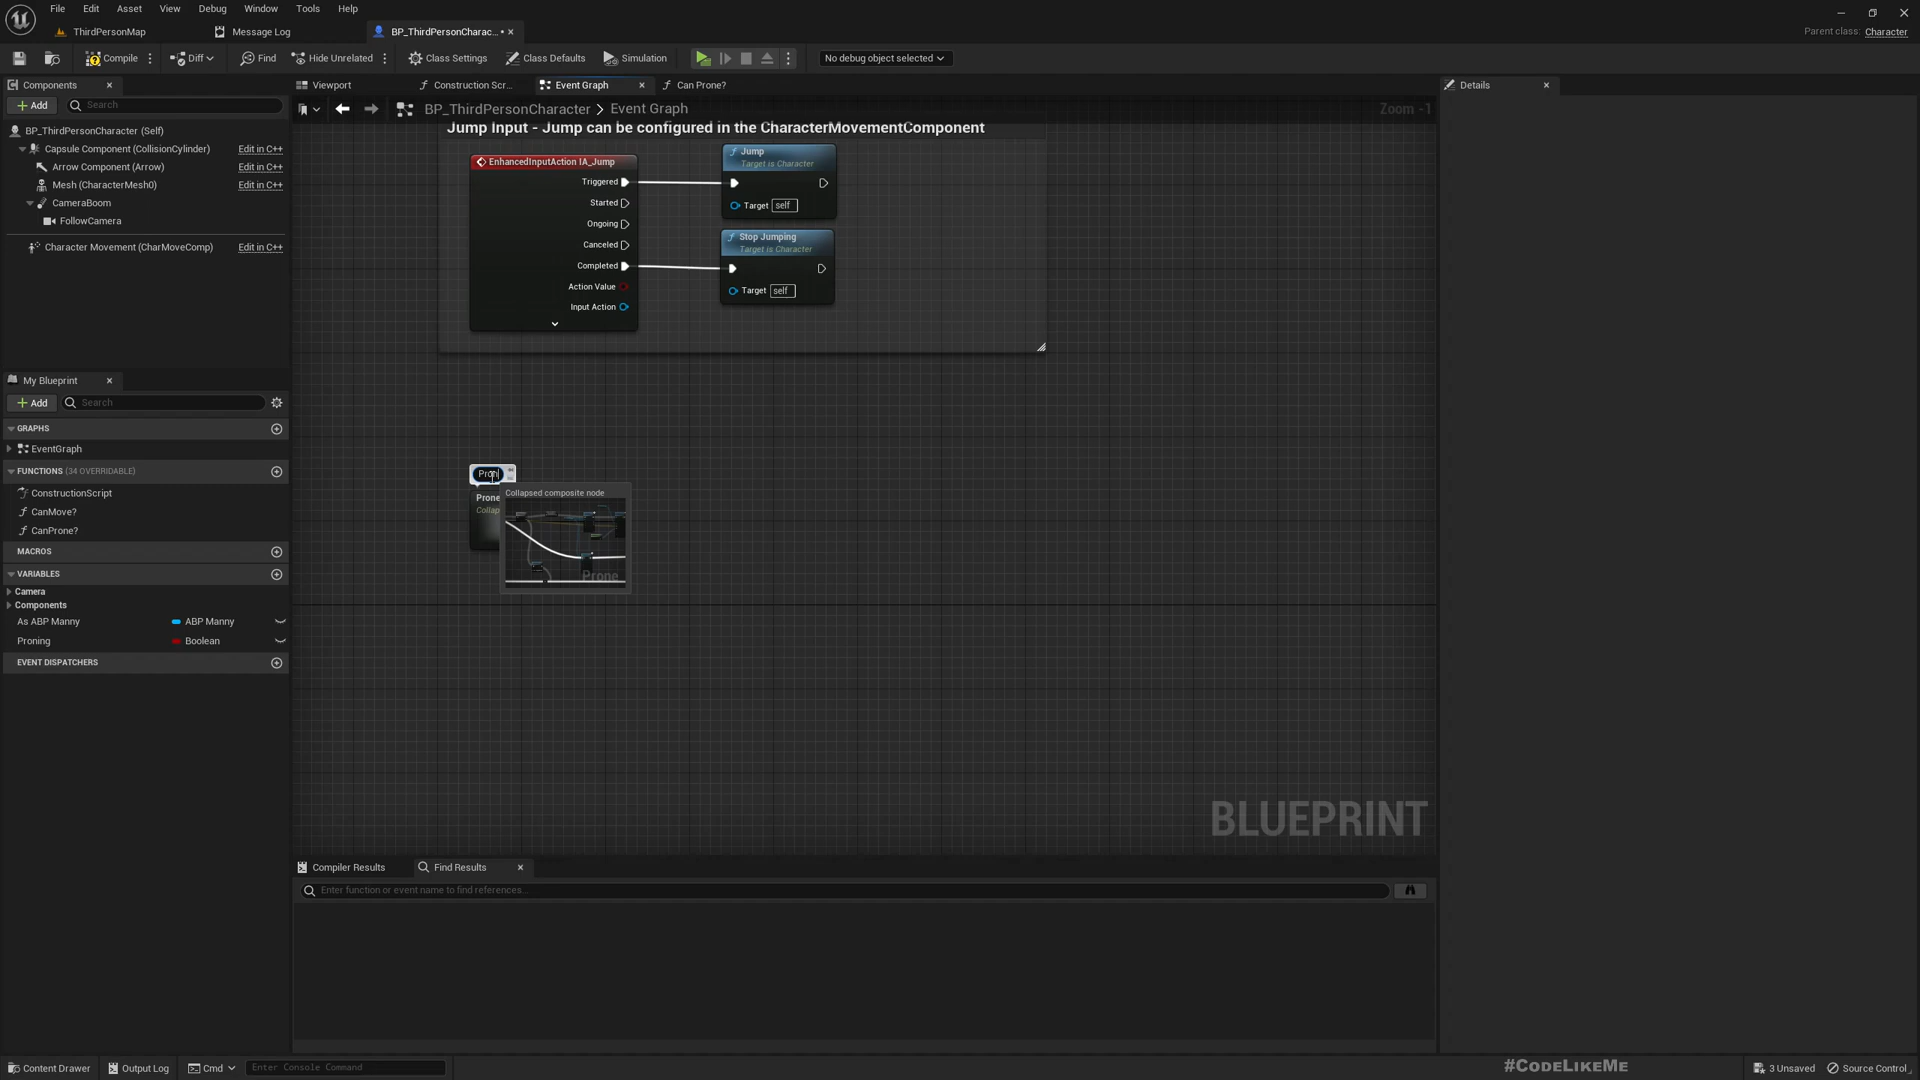 File Edit Asset View Window Debug Tools Help
ThirdPersonMap
Message Log
BP_ThirdPersonCharac...
Parent class: Character
Compile
Diff
Find
Hide Unrelated
Class Settings
Class Defaults
Simulation
No debug object selected
Components
Add
Search
BP_ThirdPersonCharacter (Self)
Capsule Component (CollisionCylinder) Edit in C++
Arrow Component (Arrow) Edit in C++
Mesh (CharacterMesh0) Edit in C++
CameraBoom
FollowCamera
Character Movement (CharMoveComp) Edit in C++
My Blueprint
Add
Search
GRAPHS
EventGraph
FUNCTIONS (34 OVERRIDABLE)
ConstructionScript
CanMove?
CanProne?
MACROS
VARIABLES
Camera
Components
As ABP Manny ABP Manny
Proning Boolean
EVENT DISPATCHERS
Viewport
Construction Scr...
Event Graph
Can Prone?
BP_ThirdPersonCharacter > Event Graph
Zoom -1
Jump Input - Jump can be configured in the CharacterMovementComponent
EnhancedInputAction IA_Jump
Triggered
Started
Ongoing
Canceled
Completed
Action Value
Input Action
Jump
Target is Character
Target self
Stop Jumping
Target is Character
Target self
Pron
Prone
Collap
Collapsed composite node
Prone
BLUEPRINT
Compiler Results
Find Results
Enter function or event name to find references...
Details
Content Drawer
Output Log
Cmd
Enter Console Command
#CODELIKEME
3 Unsaved
Source Control